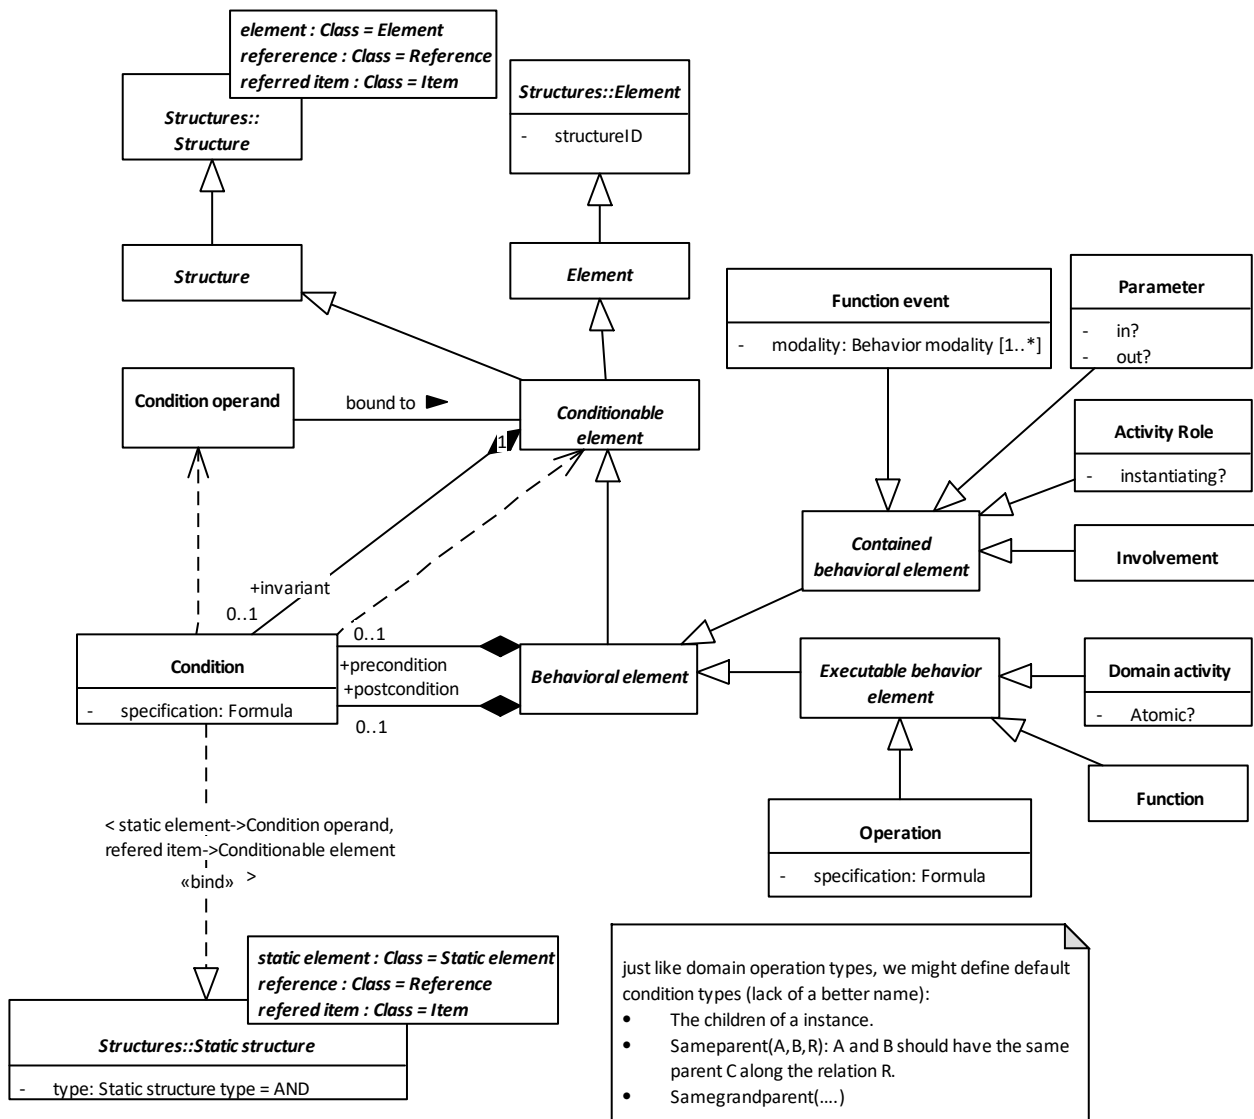 element : Class = Element
refererence : Class = Reference
referred item : Class = Item
Structures::
Structure
Structures::Element
- structureID
Structure
Element
Function event
- modality: Behavior modality [1..*]
Parameter
- in?
- out?
Condition operand
bound to
Conditionable
element
1
Activity Role
- instantiating?
Contained
behavioral element
Involvement
+invariant
0..1
0..1
Condition
- specification: Formula
+precondition
+postcondition
0..1
Behavioral element
Executable behavior
element
Domain activity
- Atomic?
Function
Operation
- specification: Formula
< static element->Condition operand,
refered item->Conditionable element
«bind» >
static element : Class = Static element
reference : Class = Reference
refered item : Class = Item
Structures::Static structure
- type: Static structure type = AND
just like domain operation types, we might define default
condition types (lack of a better name):
• The children of a instance.
• Sameparent(A,B,R): A and B should have the same
parent C along the relation R.
• Samegrandparent(....)